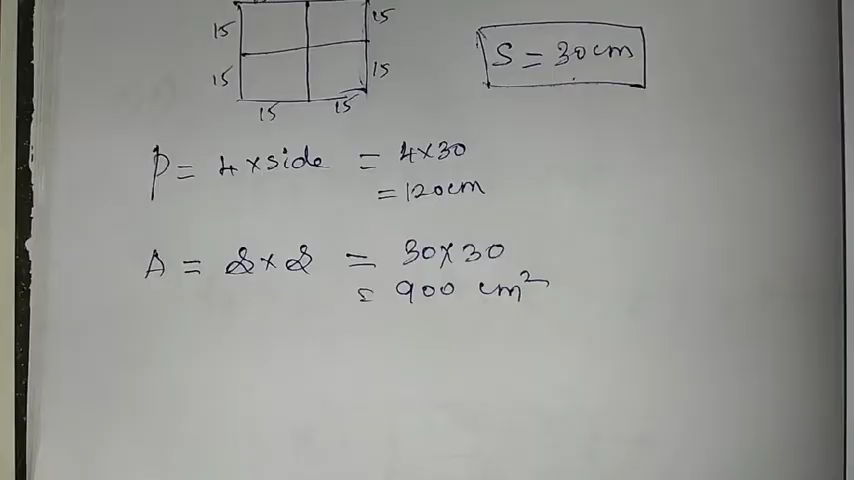 15 15
S = 30cm
15 15
15 15
P = 4 x side = 4x30
= 120cm
A = S x S = 30x30
= 900 cm²